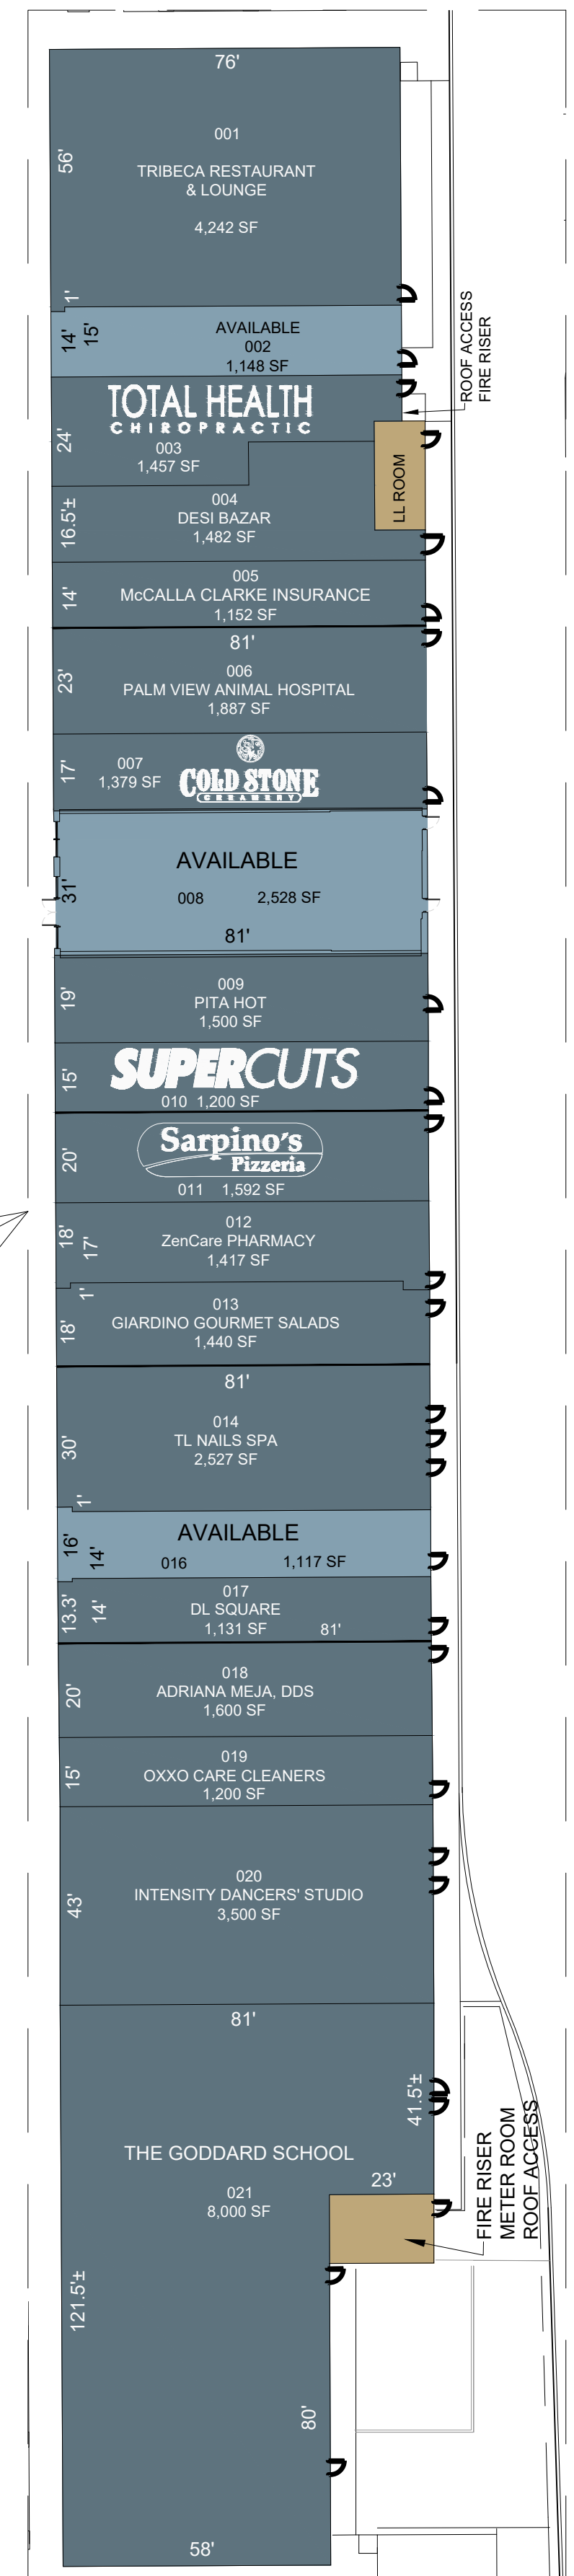 76'
001
56'
TRIBECA RESTAURANT
& LOUNGE
4,242 SF
1'
ROOF ACCESS
FIRE RISER
14'
15'
AVAILABLE
002
1,148 SF
TOTAL HEALTH
CHIROPRACTIC
24'
003
1,457 SF
LL ROOM
16.5'±
004
DESI BAZAR
1,482 SF
14'
005
McCALLA CLARKE INSURANCE
1,152 SF
81'
23'
006
PALM VIEW ANIMAL HOSPITAL
1,887 SF
17'
007
1,379 SF
COLD STONE
CREAMERY
AVAILABLE
31'
008 2,528 SF
81'
19'
009
PITA HOT
1,500 SF
15'
SUPERCUTS
010 1,200 SF
20'
Sarpino's
Pizzeria
011 1,592 SF
18'
17'
012
ZenCare PHARMACY
1,417 SF
1'
18'
013
GIARDINO GOURMET SALADS
1,440 SF
81'
30'
014
TL NAILS SPA
2,527 SF
1'
16'
14'
AVAILABLE
016 1,117 SF
13.3'
14'
017
DL SQUARE
1,131 SF 81'
20'
018
ADRIANA MEJA, DDS
1,600 SF
15'
019
OXXO CARE CLEANERS
1,200 SF
43'
020
INTENSITY DANCERS' STUDIO
3,500 SF
81'
41.5'±
THE GODDARD SCHOOL
23'
021
8,000 SF
FIRE RISER
METER ROOM
ROOF ACCESS
121.5'±
80'
58'